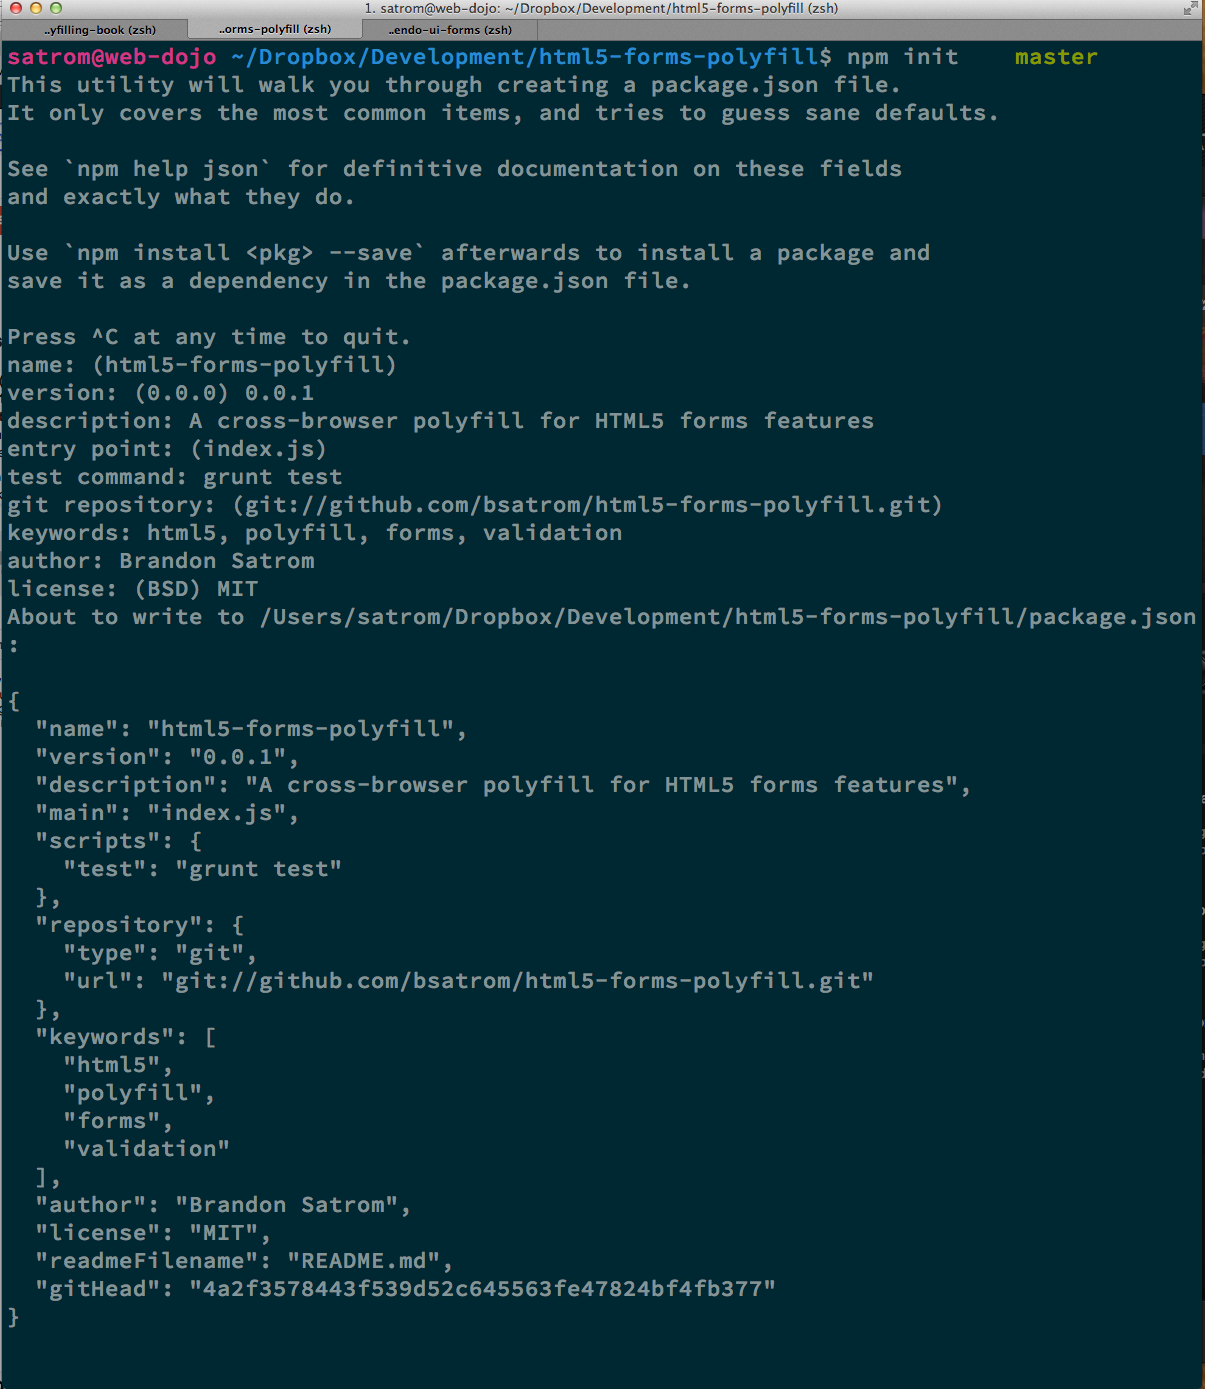 1. satrom@web-dojo: ~/Dropbox/Development/html5-forms-polyfill (zsh)
..yfilling-book (zsh) ..orms-polyfill (zsh) ..endo-ui-forms (zsh)
satrom@web-dojo ~/Dropbox/Development/html5-forms-polyfill$ npm init    master
This utility will walk you through creating a package.json file.
It only covers the most common items, and tries to guess sane defaults.

See `npm help json` for definitive documentation on these fields
and exactly what they do.

Use `npm install <pkg> --save` afterwards to install a package and
save it as a dependency in the package.json file.

Press ^C at any time to quit.
name: (html5-forms-polyfill)
version: (0.0.0) 0.0.1
description: A cross-browser polyfill for HTML5 forms features
entry point: (index.js)
test command: grunt test
git repository: (git://github.com/bsatrom/html5-forms-polyfill.git)
keywords: html5, polyfill, forms, validation
author: Brandon Satrom
license: (BSD) MIT
About to write to /Users/satrom/Dropbox/Development/html5-forms-polyfill/package.json
:

{
  "name": "html5-forms-polyfill",
  "version": "0.0.1",
  "description": "A cross-browser polyfill for HTML5 forms features",
  "main": "index.js",
  "scripts": {
    "test": "grunt test"
  },
  "repository": {
    "type": "git",
    "url": "git://github.com/bsatrom/html5-forms-polyfill.git"
  },
  "keywords": [
    "html5",
    "polyfill",
    "forms",
    "validation"
  ],
  "author": "Brandon Satrom",
  "license": "MIT",
  "readmeFilename": "README.md",
  "gitHead": "4a2f3578443f539d52c645563fe47824bf4fb377"
}